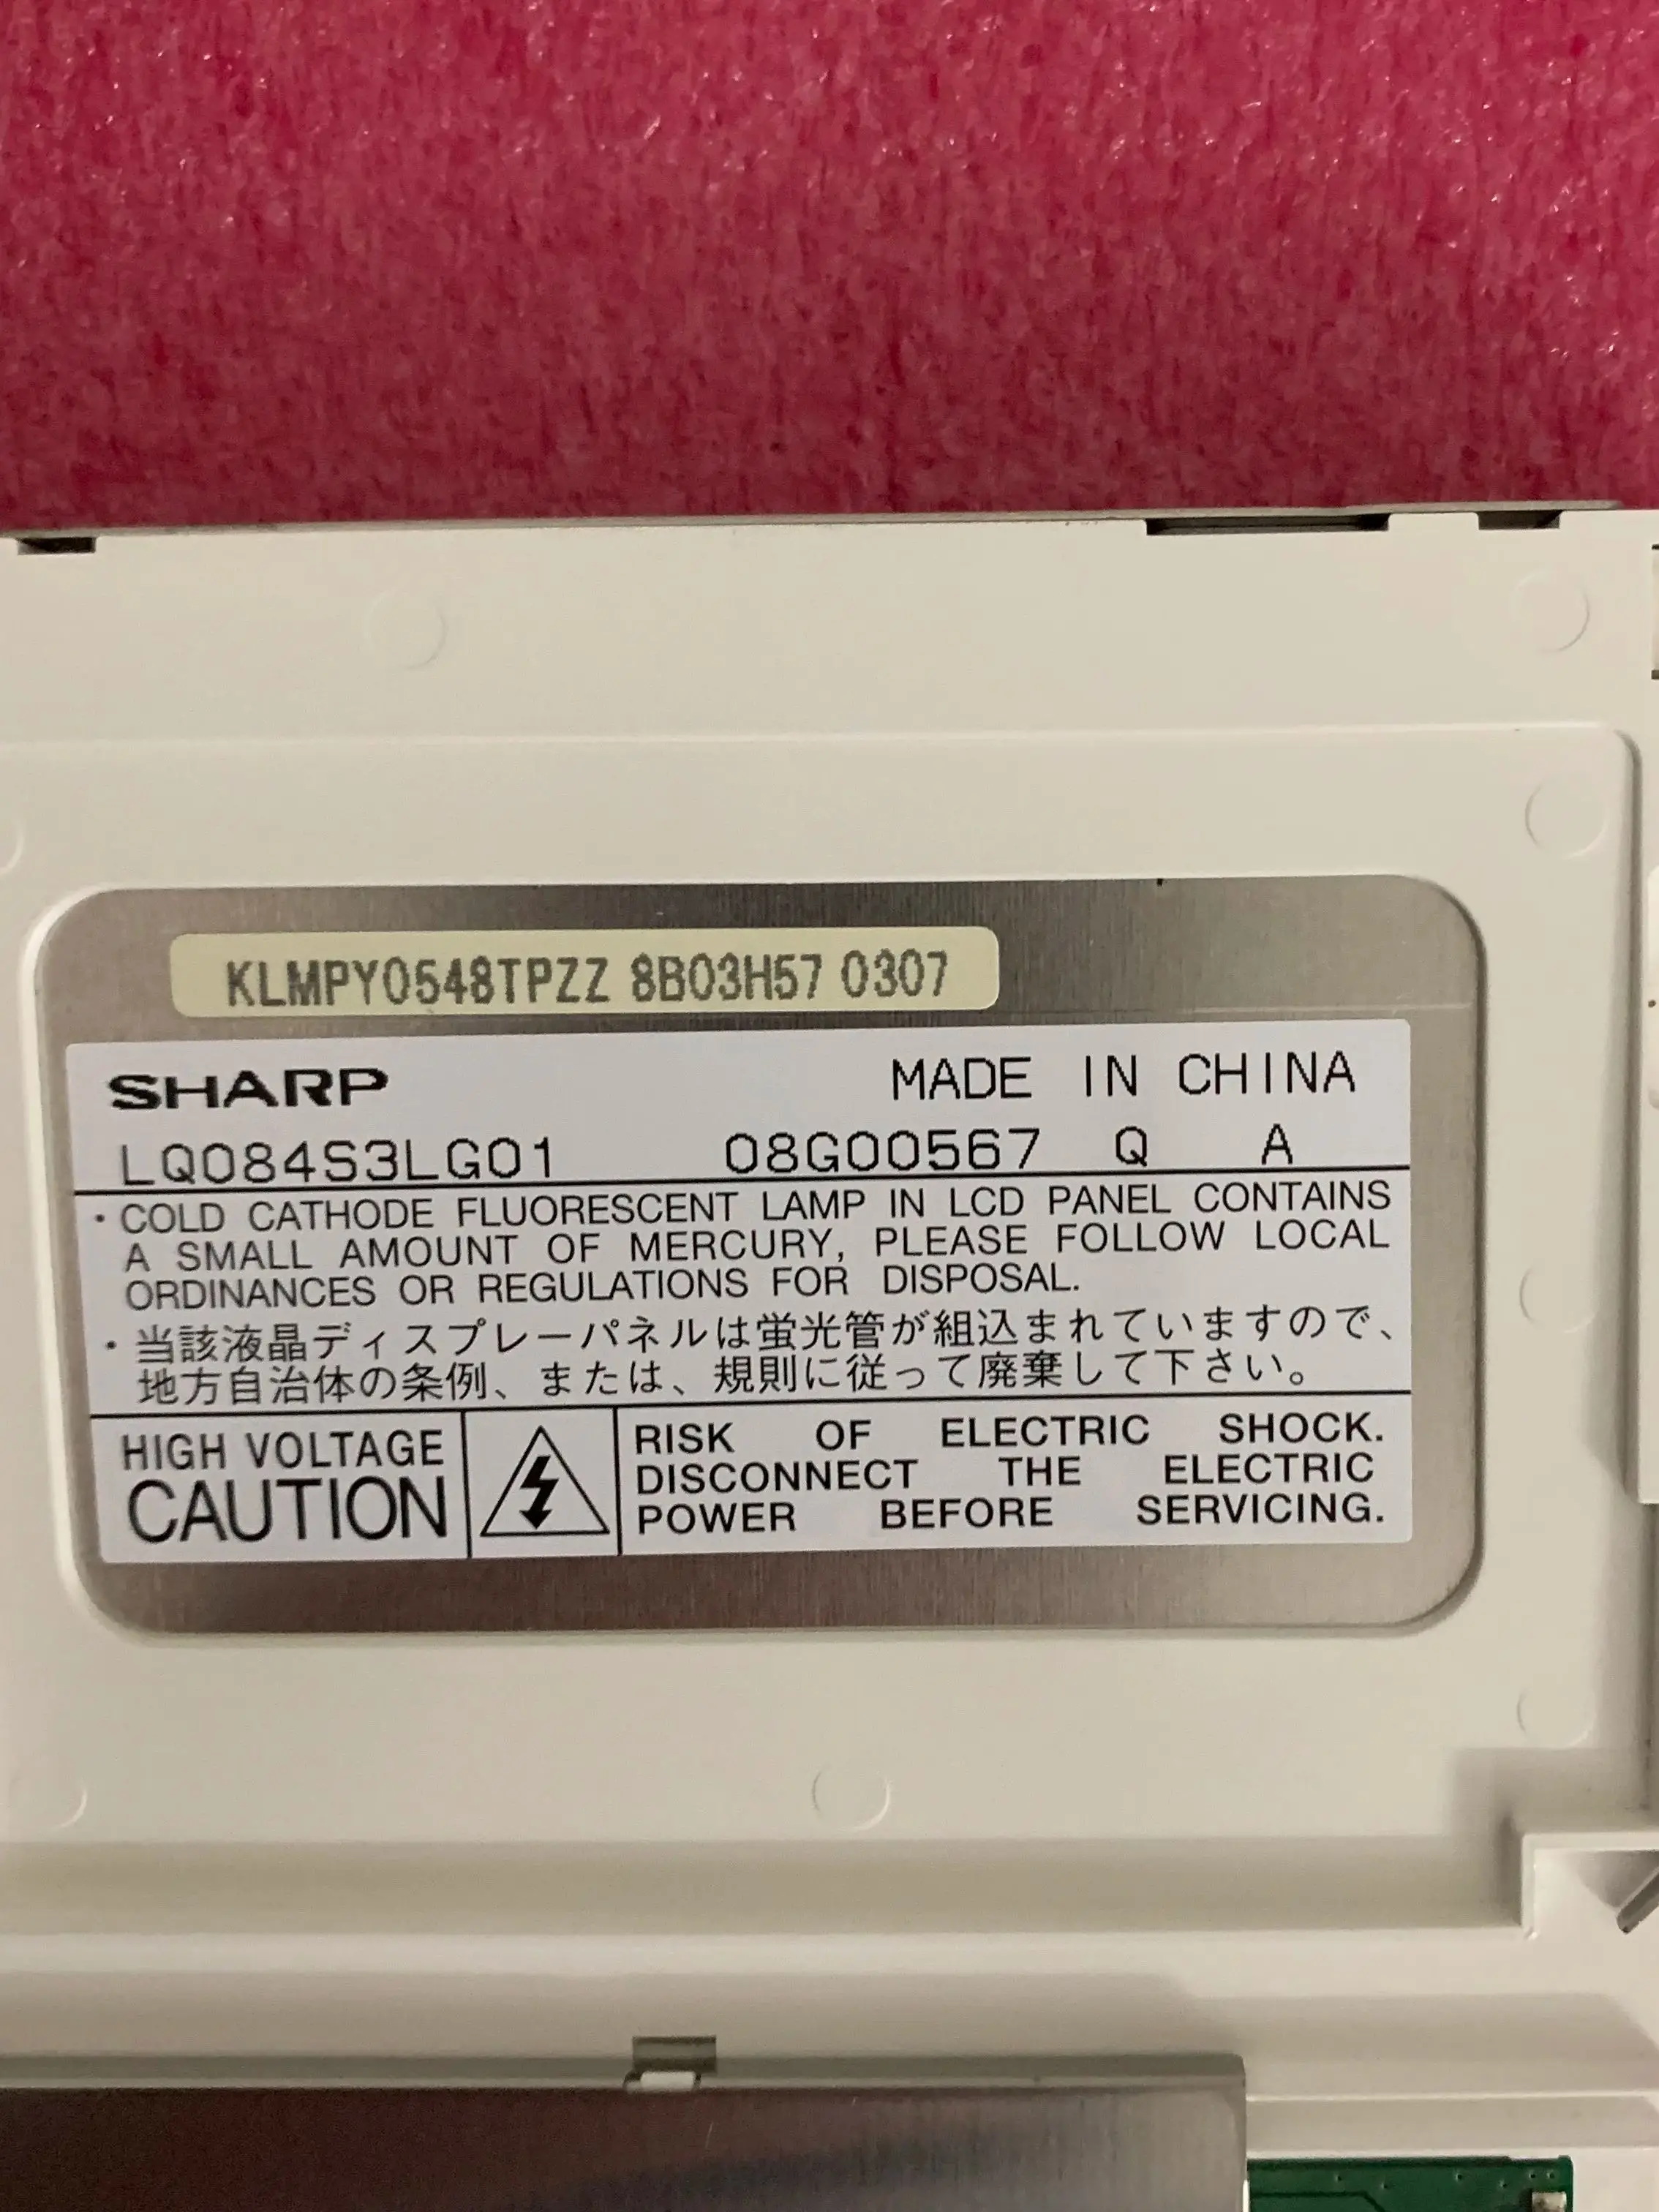 KLMPY0548TPZZ 8B03H57 0307
SHARP MADE IN CHINA
LQ084S3LG01 08G00567 Q A
・COLD CATHODE FLUORESCENT LAMP IN LCD PANEL CONTAINS
A SMALL AMOUNT OF MERCURY, PLEASE FOLLOW LOCAL
ORDINANCES OR REGULATIONS FOR DISPOSAL.
・当該液晶ディスプレーパネルは蛍光管が組込まれていますので、
地方自治体の条例、または、規則に従って廃棄して下さい。
HIGH VOLTAGE
CAUTION
RISK OF ELECTRIC SHOCK.
DISCONNECT THE ELECTRIC
POWER BEFORE SERVICING.